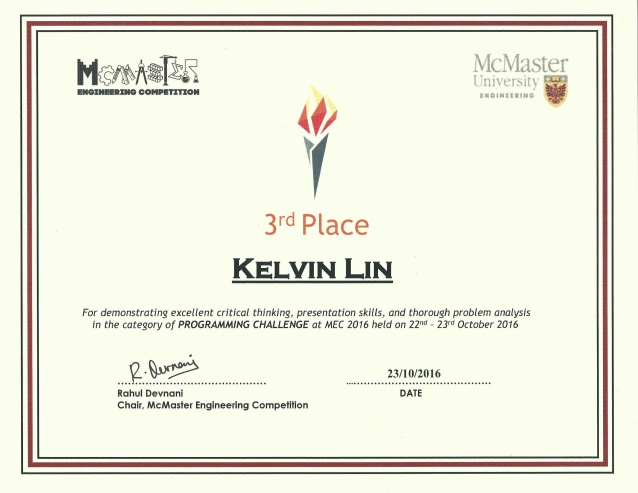 McMASTER
ENGINEERING COMPETITION
McMaster
University
ENGINEERING
3rd Place
KELVIN LIN
For demonstrating excellent critical thinking, presentation skills, and thorough problem analysis
in the category of PROGRAMMING CHALLENGE at MEC 2016 held on 22nd - 23rd October 2016
R. Devnani
23/10/2016
Rahul Devnani
DATE
Chair, McMaster Engineering Competition